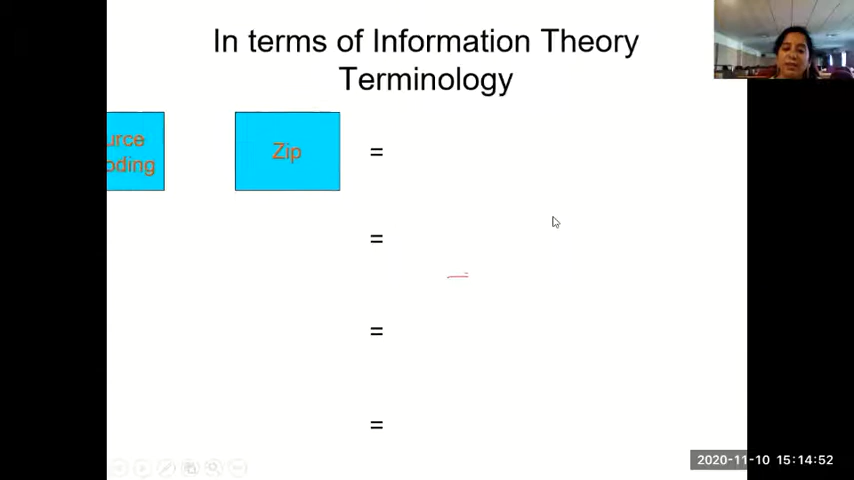 In terms of Information Theory
Terminology
urce
oding
Zip
=
=
=
=
2020-11-10 15:14:52